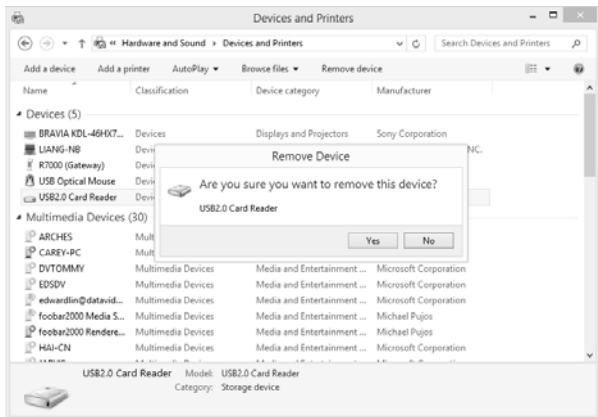 Devices and Printers
« Hardware and Sound › Devices and Printers Search Devices and Printers
Add a device Add a printer AutoPlay Browse files Remove device
Name Classification Device category Manufacturer
Devices (5)
BRAVIA KDL-46HX7... Devices Displays and Projectors Sony Corporation
LIANG-NB NC.
R7000 (Gateway)
USB Optical Mouse
USB2.0 Card Reader
Remove Device
Are you sure you want to remove this device?
USB2.0 Card Reader
Yes No
Multimedia Devices (30)
ARCHES
CAREY-PC
DVTOMMY Multimedia Devices Media and Entertainment ... Microsoft Corporation
EDSDV Multimedia Devices Media and Entertainment ... Microsoft Corporation
edwardlin@datavid... Multimedia Devices Media and Entertainment ... Microsoft Corporation
foobar2000 Media S... Multimedia Devices Media and Entertainment ... Michael Pujos
foobar2000 Rendere... Multimedia Devices Media and Entertainment ... Michael Pujos
HAI-CN Multimedia Devices Media and Entertainment ... Microsoft Corporation
USB2.0 Card Reader Model: USB2.0 Card Reader
Category: Storage device